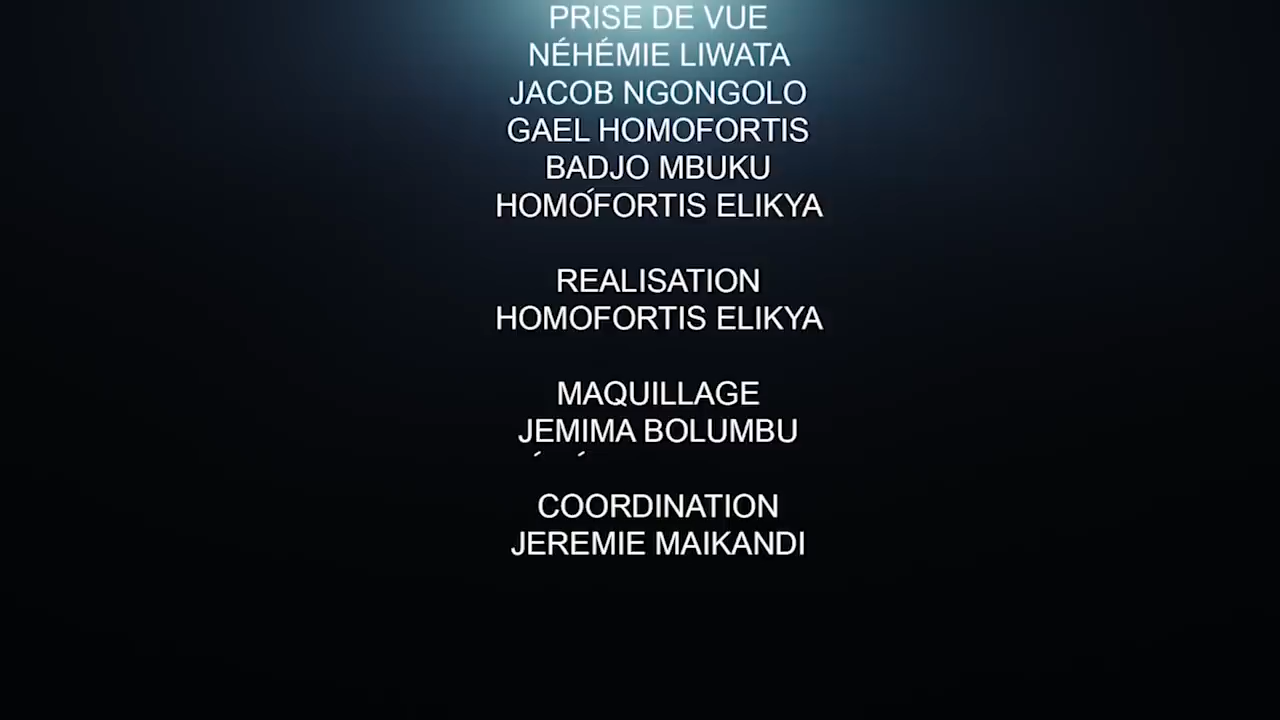 PRISE DE VUE
NÉHÉMIE LIWATA
JACOB NGONGOLO
GAEL HOMOFORTIS
BADJO MBUKU
HOMOFORTIS ELIKYA
REALISATION
HOMOFORTIS ELIKYA
MAQUILLAGE
JEMIMA BOLUMBU
COORDINATION
JEREMIE MAIKANDI